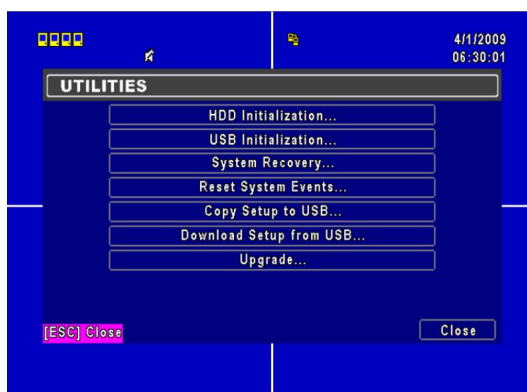 4/1/2009
06:30:01
UTILITIES
HDD Initialization...
USB Initialization...
System Recovery...
Reset System Events...
Copy Setup to USB...
Download Setup from USB...
Upgrade...
[ESC] Close
Close